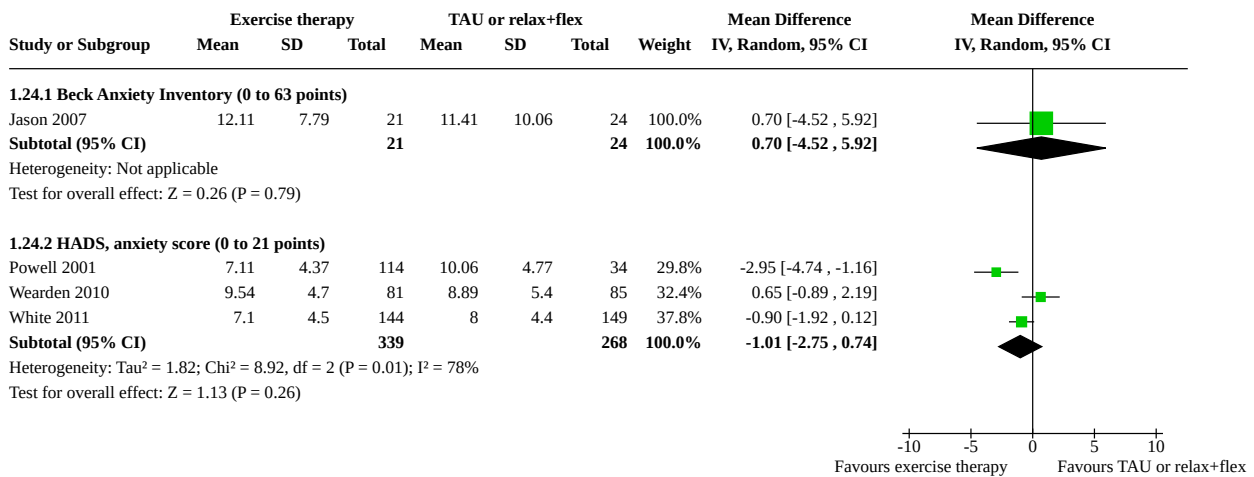 Exercise therapy TAU or relax+flex Mean Difference Mean Difference
Study or Subgroup Mean SD Total Mean SD Total Weight IV, Random, 95% CI IV, Random, 95% CI
1.24.1 Beck Anxiety Inventory (0 to 63 points)
Jason 2007 12.11 7.79 21 11.41 10.06 24 100.0% 0.70 [-4.52 , 5.92]
Subtotal (95% CI) 21 24 100.0% 0.70 [-4.52 , 5.92]
Heterogeneity: Not applicable
Test for overall effect: Z = 0.26 (P = 0.79)
1.24.2 HADS, anxiety score (0 to 21 points)
Powell 2001 7.11 4.37 114 10.06 4.77 34 29.8% -2.95 [-4.74 , -1.16]
Wearden 2010 9.54 4.7 81 8.89 5.4 85 32.4% 0.65 [-0.89 , 2.19]
White 2011 7.1 4.5 144 8 4.4 149 37.8% -0.90 [-1.92 , 0.12]
Subtotal (95% CI) 339 268 100.0% -1.01 [-2.75 , 0.74]
Heterogeneity: Tau² = 1.82; Chi² = 8.92, df = 2 (P = 0.01); I² = 78%
Test for overall effect: Z = 1.13 (P = 0.26)
-10 -5 0 5 10
Favours exercise therapy Favours TAU or relax+flex